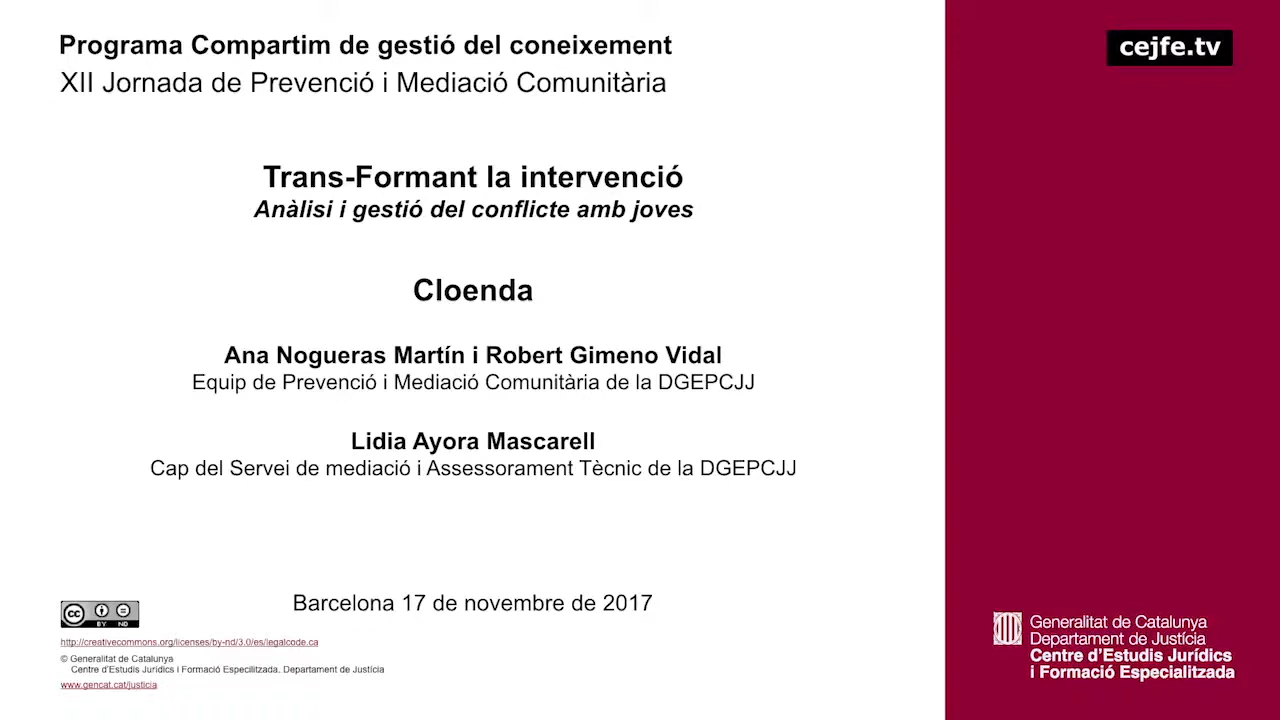 Programa Compartim de gestió del coneixement
XII Jornada de Prevenció i Mediació Comunitària
cejfe.tv
Trans-Formant la intervenció
Anàlisi i gestió del conflicte amb joves
Cloenda
Ana Nogueras Martín i Robert Gimeno Vidal
Equip de Prevenció i Mediació Comunitària de la DGEPCJJ
Lidia Ayora Mascarell
Cap del Servei de mediació i Assessorament Tècnic de la DGEPCJJ
Barcelona 17 de novembre de 2017
cc
BY ND
http://creativecommons.org/licenses/by-nd/3.0/es/legalcode.ca
© Generalitat de Catalunya
Centre d'Estudis Jurídics i Formació Especilitzada. Departament de Justícia
www.gencat.cat/justicia
Generalitat de Catalunya
Departament de Justícia
Centre d'Estudis Jurídics
i Formació Especialitzada